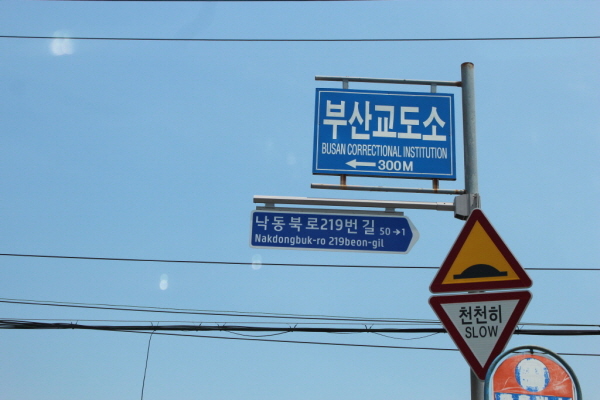 부산교도소
BUSAN CORRECTIONAL INSTITUTION
← 300M
낙동북로219번길 50→1
Nakdongbuk-ro 219beon-gil
천천히
SLOW